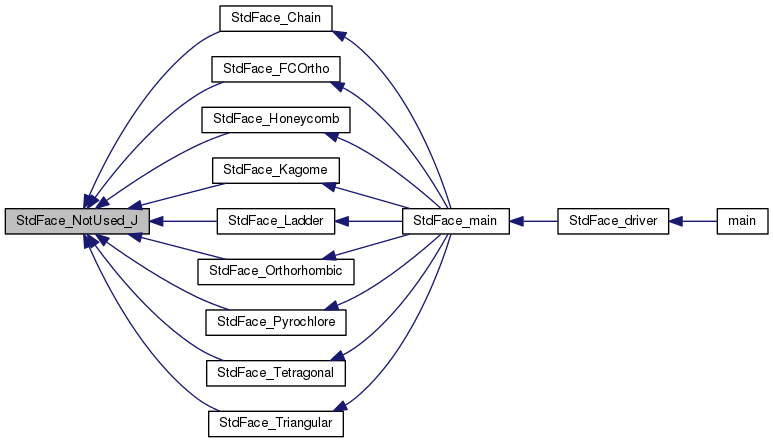 StdFace_Chain
StdFace_FCOrtho
StdFace_Honeycomb
StdFace_Kagome
StdFace_NotUsed_J
StdFace_Ladder
StdFace_main
StdFace_driver
main
StdFace_Orthorhombic
StdFace_Pyrochlore
StdFace_Tetragonal
StdFace_Triangular